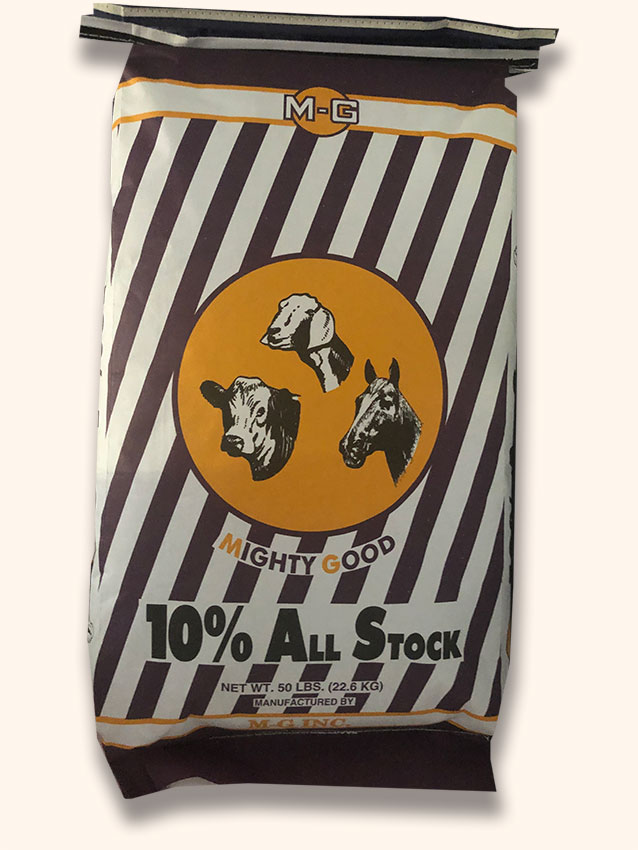 M-G
MIGHTY GOOD
10% ALL STOCK
NET WT. 50 LBS. (22.6 KG)
MANUFACTURED BY
M-G INC.